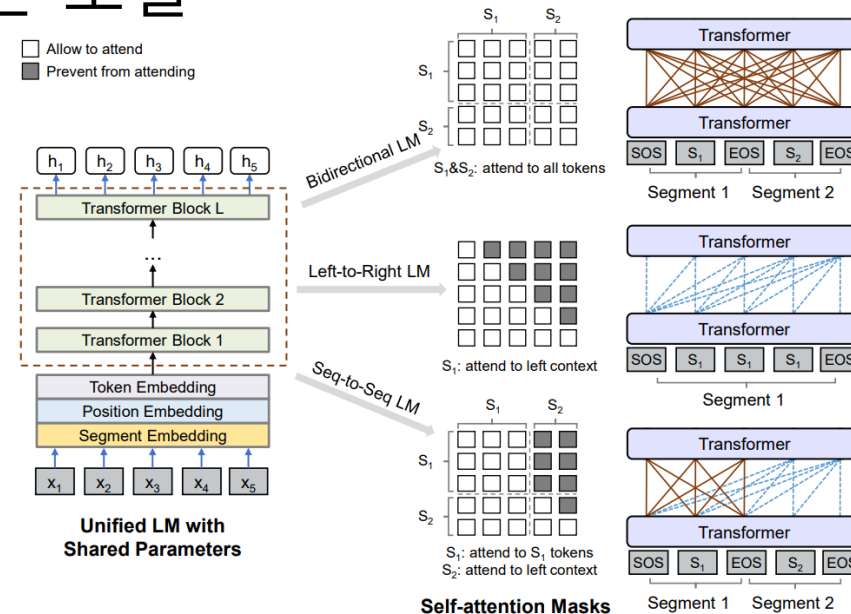 Allow to attend
Prevent from attending
h1 h2 h3 h4 h5
Transformer Block L
...
Transformer Block 2
Transformer Block 1
Token Embedding
Position Embedding
Segment Embedding
x1 x2 x3 x4 x5
Unified LM with
Shared Parameters
Bidirectional LM
Left-to-Right LM
Seq-to-Seq LM
S1 S2
S1
S2
S1&S2: attend to all tokens
S1: attend to left context
S1 S2
S1
S2
S1: attend to S1 tokens
S2: attend to left context
Self-attention Masks
Transformer
Transformer
SOS S1 EOS S2 EOS
Segment 1 Segment 2
Transformer
Transformer
SOS S1 S1 S1 EOS
Segment 1
Transformer
Transformer
SOS S1 EOS S2 EOS
Segment 1 Segment 2